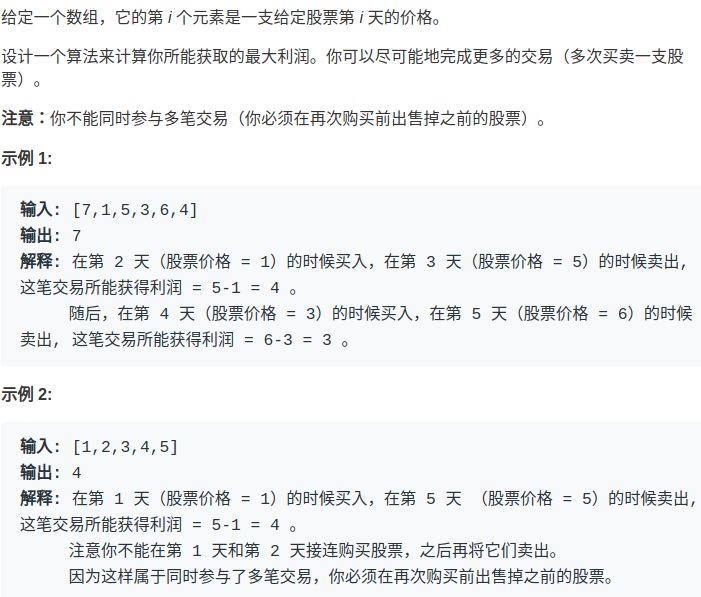 给定一个数组，它的第 i 个元素是一支给定股票第 i 天的价格。
设计一个算法来计算你所能获取的最大利润。你可以尽可能地完成更多的交易（多次买卖一支股
票）。
注意：你不能同时参与多笔交易（你必须在再次购买前出售掉之前的股票）。
示例 1:
输入: [7,1,5,3,6,4]
输出: 7
解释: 在第 2 天（股票价格 = 1）的时候买入，在第 3 天（股票价格 = 5）的时候卖出,
这笔交易所能获得利润 = 5-1 = 4 。
随后，在第 4 天（股票价格 = 3）的时候买入，在第 5 天（股票价格 = 6）的时候
卖出, 这笔交易所能获得利润 = 6-3 = 3 。
示例 2:
输入: [1,2,3,4,5]
输出: 4
解释: 在第 1 天（股票价格 = 1）的时候买入，在第 5 天 （股票价格 = 5）的时候卖出,
这笔交易所能获得利润 = 5-1 = 4 。
注意你不能在第 1 天和第 2 天接连购买股票，之后再将它们卖出。
因为这样属于同时参与了多笔交易，你必须在再次购买前出售掉之前的股票。